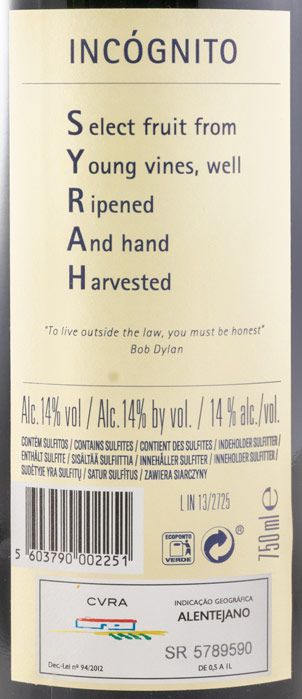 INCÓGNITO
Select fruit from
Young vines, well
Ripened
And hand
Harvested
"To live outside the law, you must be honest"
Bob Dylan
Alc.14% vol / Alc.14% by vol. / 14 % alc./vol.
CONTÉM SULFITOS / CONTAINS SULFITES / CONTIENT DES SULFITES / INDEHOLDER SULFITTER /
ENTHÄLT SULFITE / SISÄLTÄÄ SULFIITTIA / INNEHÅLLER SULFITER / INNEHOLDER SULFITTER /
SUDĖTYJE YRA SULFITŲ / SATUR SULFĪTUS / ZAWIERA SIARCZYNY
L IN 13/2725
750 ml e
ECOPONTO
VERDE
®
5 603790 002251
CVRA
Dec.-Lei nº 94/2012
INDICAÇÃO GEOGRÁFICA
ALENTEJANO
SR 5789590
DE 0,5 A 1L